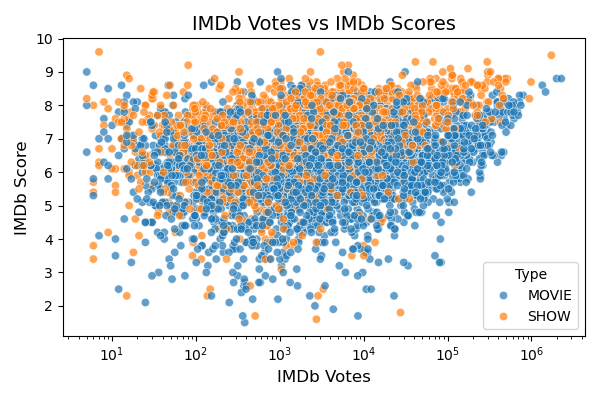 IMDb Votes vs IMDb Scores
IMDb Score
10
9
8
7
6
5
4
3
2
10¹
10²
10³
10⁴
10⁵
10⁶
IMDb Votes
Type
MOVIE
SHOW